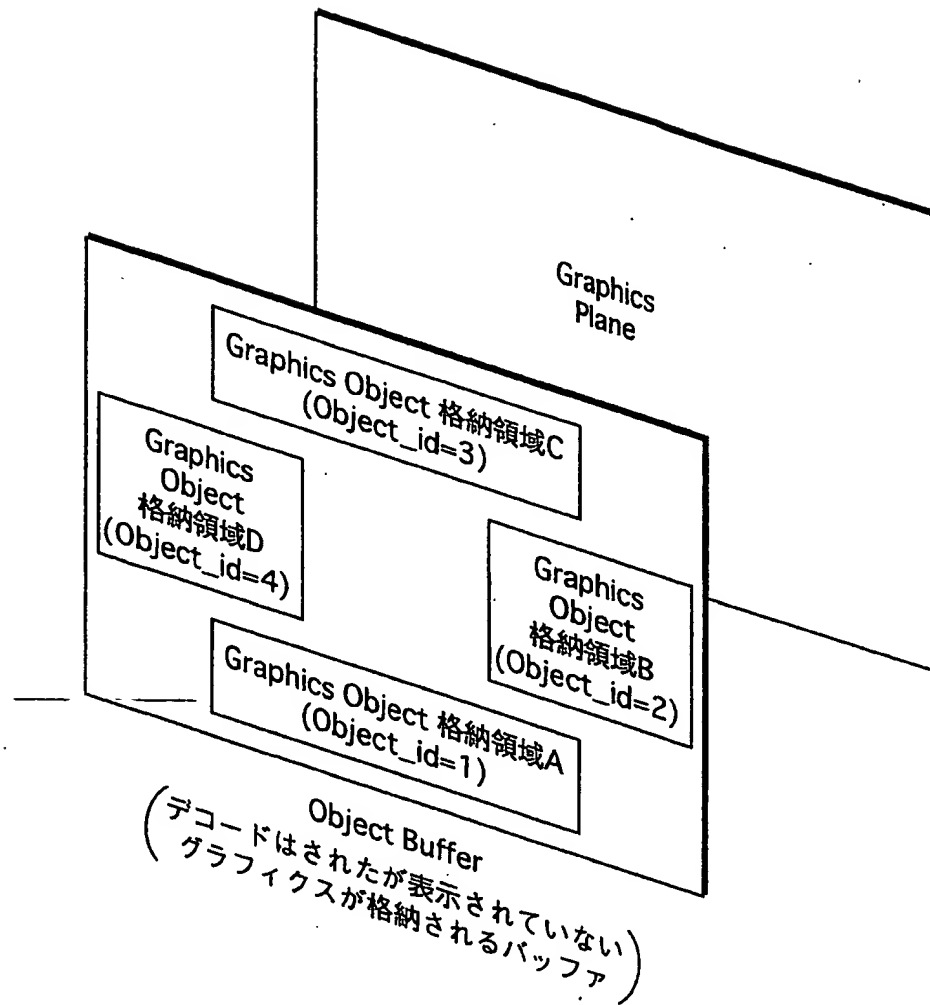 Graphics
Plane
Graphics Object 格納領域C
(Object_id=3)
Graphics
Object
格納領域D
(Object_id=4)
Graphics
Object
格納領域B
(Object_id=2)
Graphics Object 格納領域A
(Object_id=1)
Object Buffer
(デコードはされたが表示されていない
グラフィクスが格納されるバッファ)